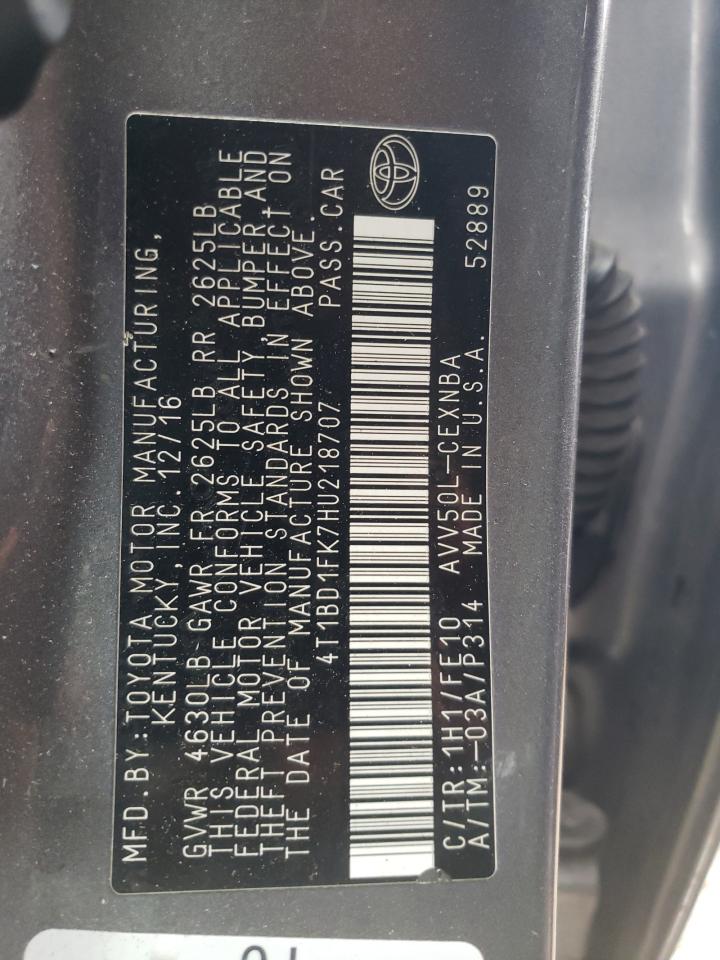 MFD.BY:TOYOTA MOTOR MANUFACTURING,
KENTUCKY, INC. 12/16
GVWR 4630LB GAWR FR 2625LB RR 2625LB
THIS VEHICLE CONFORMS TO ALL APPLICABLE
FEDERAL MOTOR VEHICLE SAFETY, BUMPER AND
THEFT PREVENTION STANDARDS IN EFFECT ON
THE DATE OF MANUFACTURE SHOWN ABOVE.
4T1BD1FK7HU218707 PASS.CAR
C/TR:1H1/FE10 AVV50L-CEXNBA
A/TM:-03A/P314 MADE IN U.S.A. 52889